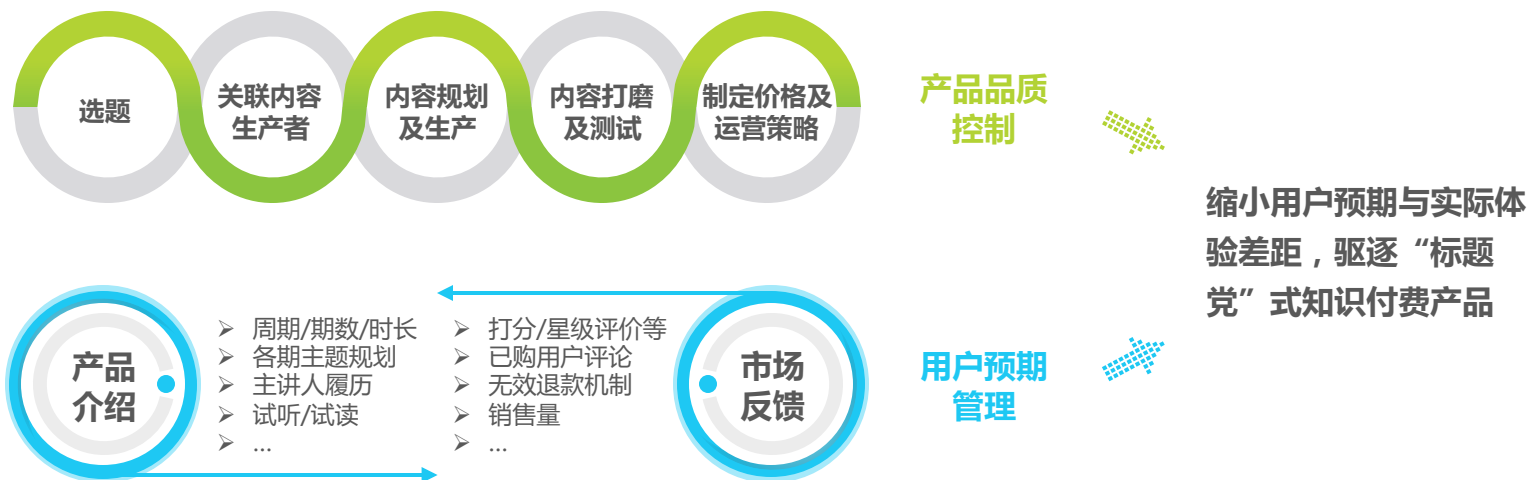 选题
关联内容
生产者
内容规划
及生产
内容打磨
及测试
制定价格及
运营策略
产品品质
控制
缩小用户预期与实际体
验差距，驱逐“标题
党”式知识付费产品
产品
介绍
➢ 周期/期数/时长
➢ 各期主题规划
➢ 主讲人履历
➢ 试听/试读
➢ ...
➢ 打分/星级评价等
➢ 已购用户评论
➢ 无效退款机制
➢ 销售量
➢ ...
市场
反馈
用户预期
管理